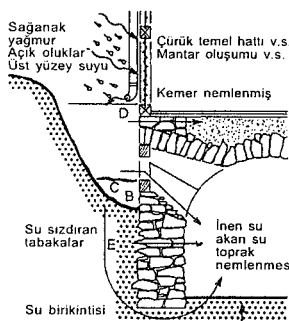 Sağanak
yağmur
Açık oluklar
Üst yüzey suyu
Çürük temel hattı v.s.
Mantar oluşumu v.s.
Kemer nemlenmiş
D
C
B
E
Su sızdıran
tabakalar
İnen su
akan su
toprak
nemlenmes
Su birikintisi